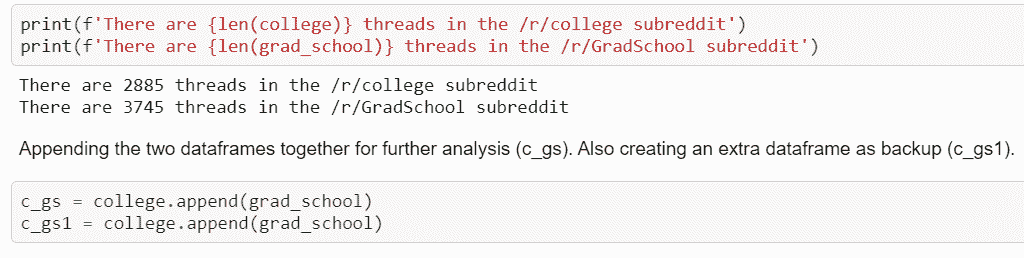 print(f'There are {len(college)} threads in the /r/college subreddit')
print(f'There are {len(grad_school)} threads in the /r/GradSchool subreddit')
There are 2885 threads in the /r/college subreddit
There are 3745 threads in the /r/GradSchool subreddit
Appending the two dataframes together for further analysis (c_gs). Also creating an extra dataframe as backup (c_gs1).
c_gs = college.append(grad_school)
c_gs1 = college.append(grad_school)